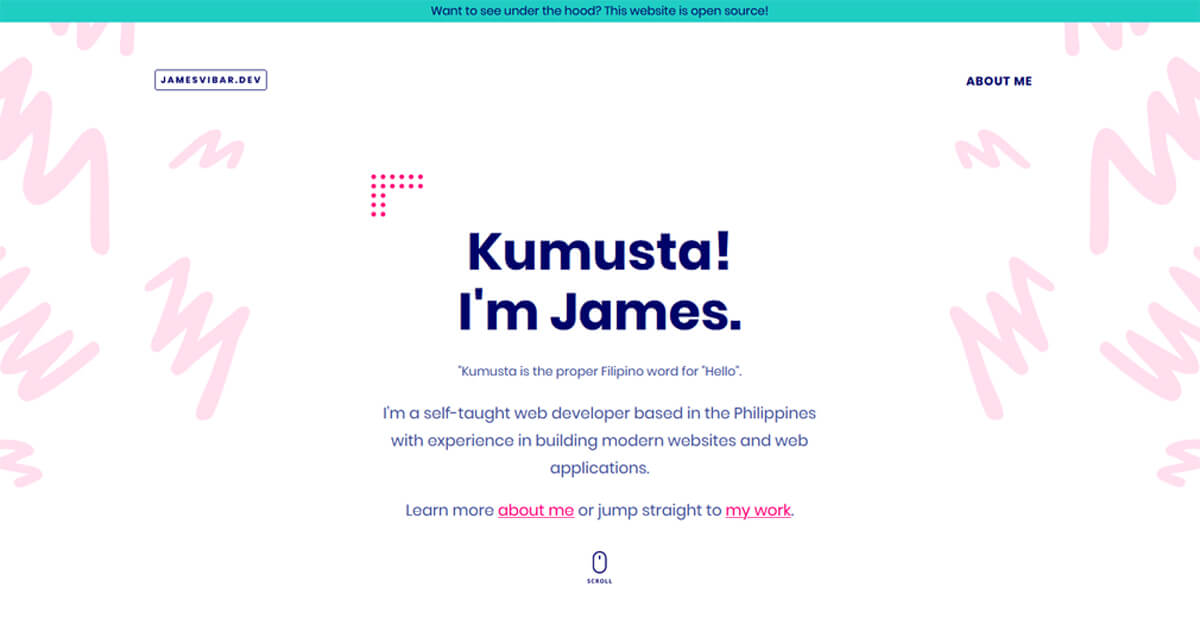 Want to see under the hood? This website is open source!
JAMESVIBAR.DEV
ABOUT ME
Kumusta!
I'm James.
"Kumusta is the proper Filipino word for "Hello".
I'm a self-taught web developer based in the Philippines
with experience in building modern websites and web
applications.
Learn more about me or jump straight to my work.
SCROLL